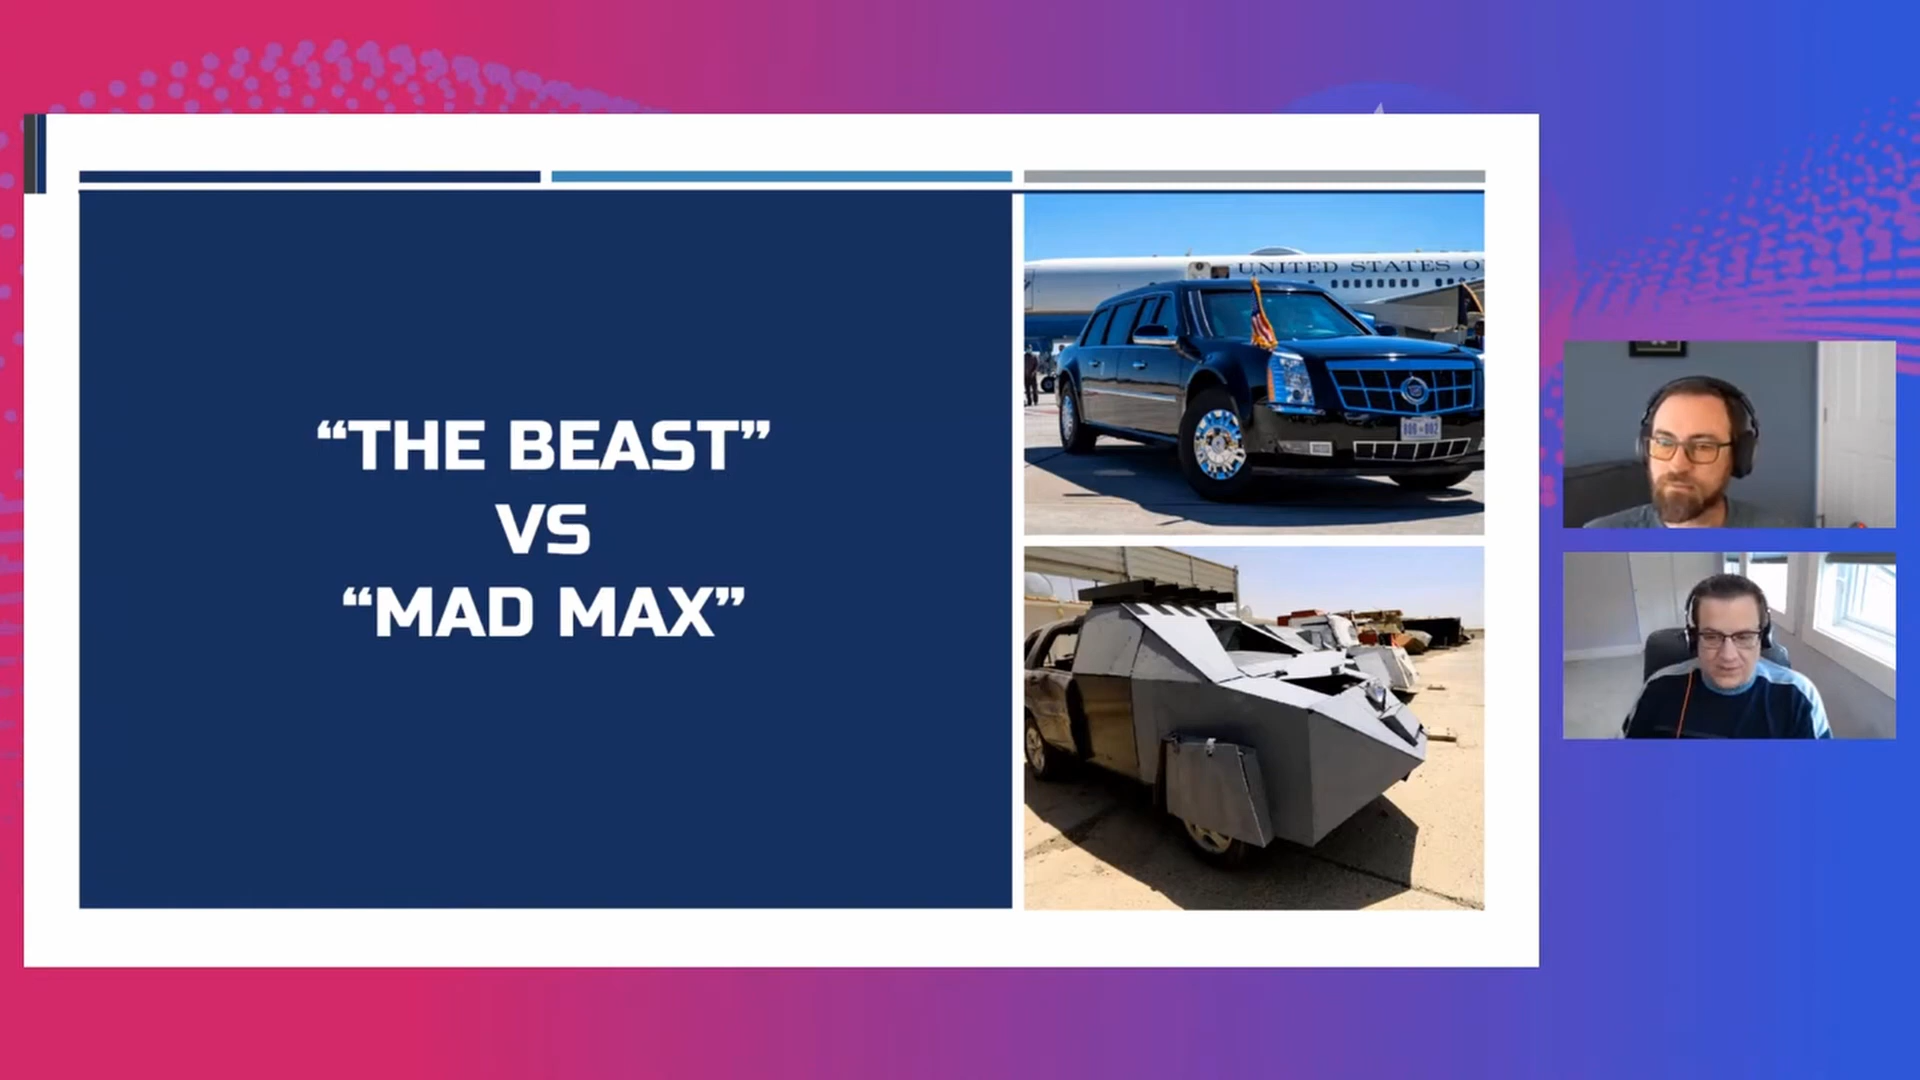 “THE BEAST”
VS
“MAD MAX”
UNITED STATES O